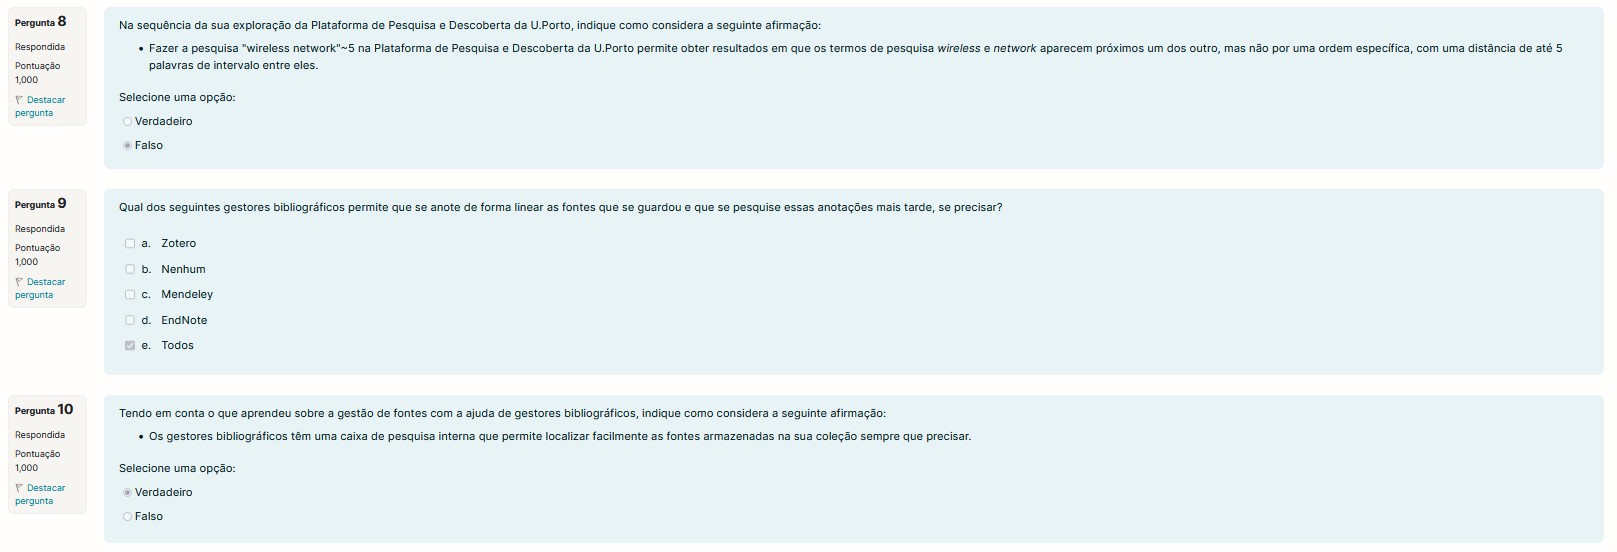 Pergunta 8
Respondida
Pontuação
1,000
Destacar
pergunta
Na sequência da sua exploração da Plataforma de Pesquisa e Descoberta da U.Porto, indique como considera a seguinte afirmação:
• Fazer a pesquisa "wireless network"~5 na Plataforma de Pesquisa e Descoberta da U.Porto permite obter resultados em que os termos de pesquisa wireless e network aparecem próximos um dos outro, mas não por uma ordem específica, com uma distância de até 5
palavras de intervalo entre eles.
Selecione uma opção:
Verdadeiro
Falso
Pergunta 9
Respondida
Pontuação
1,000
Destacar
pergunta
Qual dos seguintes gestores bibliográficos permite que se anote de forma linear as fontes que se guardou e que se pesquise essas anotações mais tarde, se precisar?
a. Zotero
b. Nenhum
c. Mendeley
d. EndNote
e. Todos
Pergunta 10
Respondida
Pontuação
1,000
Destacar
pergunta
Tendo em conta o que aprendeu sobre a gestão de fontes com a ajuda de gestores bibliográficos, indique como considera a seguinte afirmação:
• Os gestores bibliográficos têm uma caixa de pesquisa interna que permite localizar facilmente as fontes armazenadas na sua coleção sempre que precisar.
Selecione uma opção:
Verdadeiro
Falso